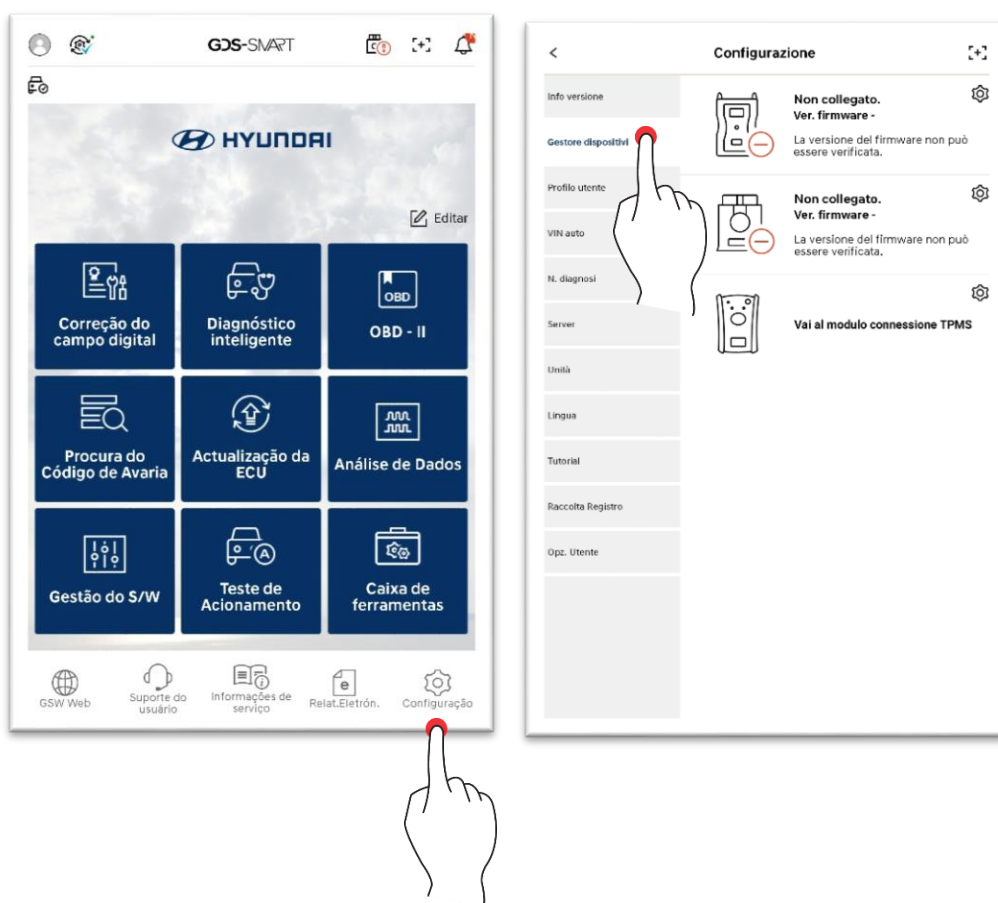 GDS-SMART
HYUNDAI
Editar
Correção do
campo digital
Diagnóstico
inteligente
OBD
OBD - II
Procura do
Código de Avaria
Actualização da
ECU
Análise de Dados
Gestão do S/W
A
Teste de
Acionamento
Caixa de
ferramentas
GSW Web
Suporte do
usuário
Informações de
serviço
e
Relat.Eletrón.
Configuração
<
Configurazione
Info versione
Gestore dispositivi
Profilo utente
VIN auto
N. diagnosi
Server
Unità
Lingua
Tutorial
Raccolta Registro
Opz. Utente
Non collegato.
Ver. firmware -
La versione del firmware non può
essere verificata.
Non collegato.
Ver. firmware -
La versione del firmware non può
essere verificata.
Vai al modulo connessione TPMS